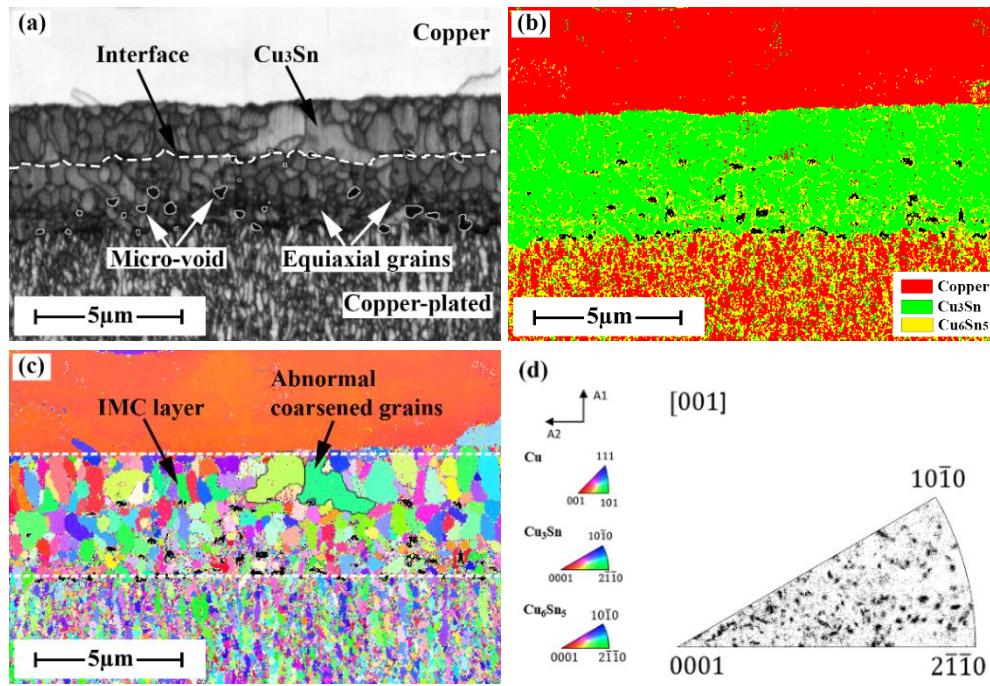 (a)
Copper
Interface
Cu₃Sn
Micro-void
Equiaxial grains
Copper-plated
5μm
(b)
Copper
Cu₃Sn
Cu₆Sn₅
5μm
(c)
Abnormal
coarsened grains
IMC layer
5μm
(d)
A1
A2
[001]
Cu
111
001
101
Cu₃Sn
101̄0
0001
21̄1̄0
Cu₆Sn₅
101̄0
0001
21̄1̄0
101̄0
0001
21̄1̄0